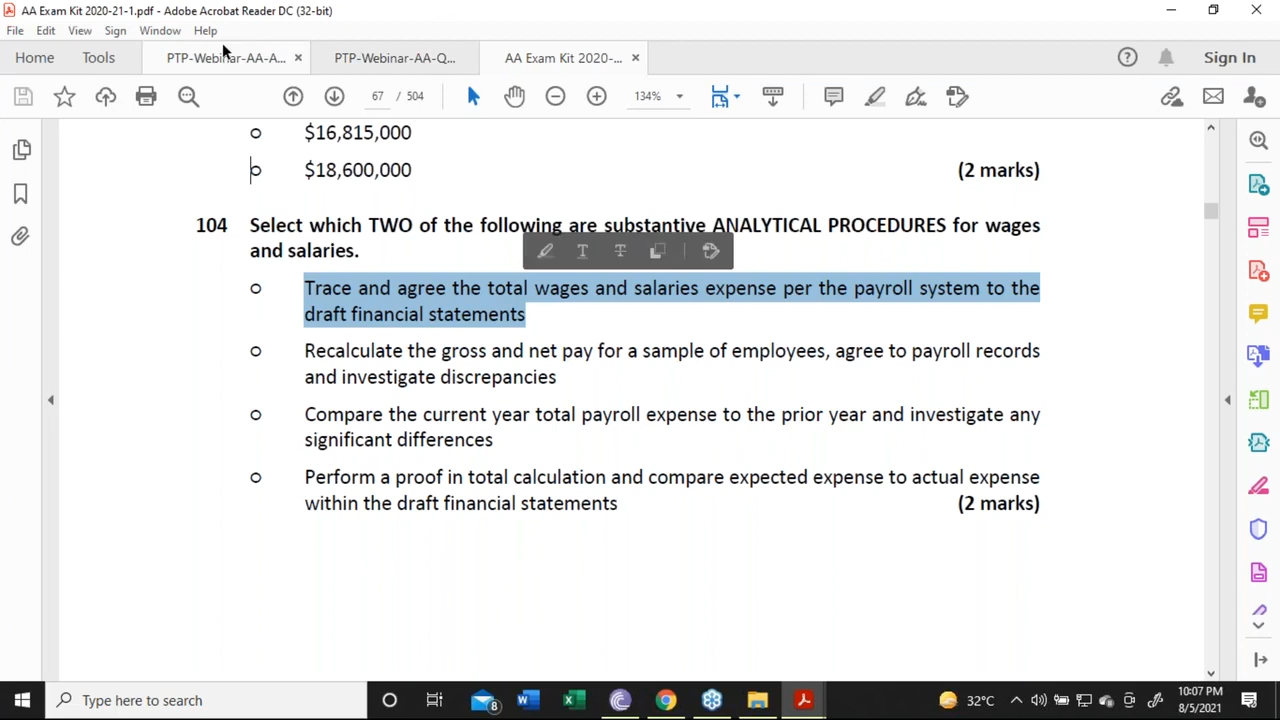 AA Exam Kit 2020-21-1.pdf - Adobe Acrobat Reader DC (32-bit)
File Edit View Sign Window Help
Home Tools PTP-Webinar-AA-A... × PTP-Webinar-AA-Q... AA Exam Kit 2020-... × Sign In
67 / 504 134%
o $16,815,000
o $18,600,000 (2 marks)
104 Select which TWO of the following are substantive ANALYTICAL PROCEDURES for wages
and salaries.
o Trace and agree the total wages and salaries expense per the payroll system to the
draft financial statements
o Recalculate the gross and net pay for a sample of employees, agree to payroll records
and investigate discrepancies
o Compare the current year total payroll expense to the prior year and investigate any
significant differences
o Perform a proof in total calculation and compare expected expense to actual expense
within the draft financial statements (2 marks)
Type here to search 8 32°C 10:07 PM
8/5/2021